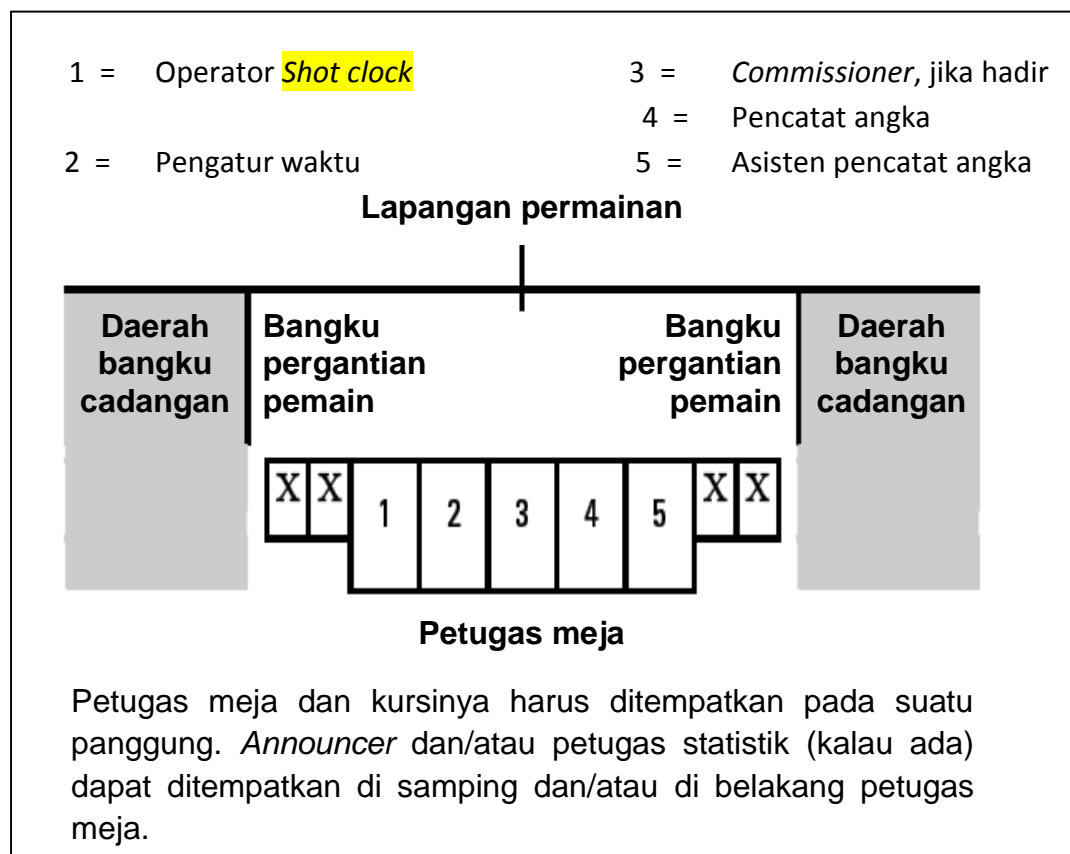 1 = Operator Shot clock 3 = Commissioner, jika hadir
4 = Pencatat angka
2 = Pengatur waktu 5 = Asisten pencatat angka
Lapangan permainan
Daerah bangku cadangan
Bangku pergantian pemain
Bangku pergantian pemain
Daerah bangku cadangan
X X 1 2 3 4 5 X X
Petugas meja
Petugas meja dan kursinya harus ditempatkan pada suatu
panggung. Announcer dan/atau petugas statistik (kalau ada)
dapat ditempatkan di samping dan/atau di belakang petugas
meja.